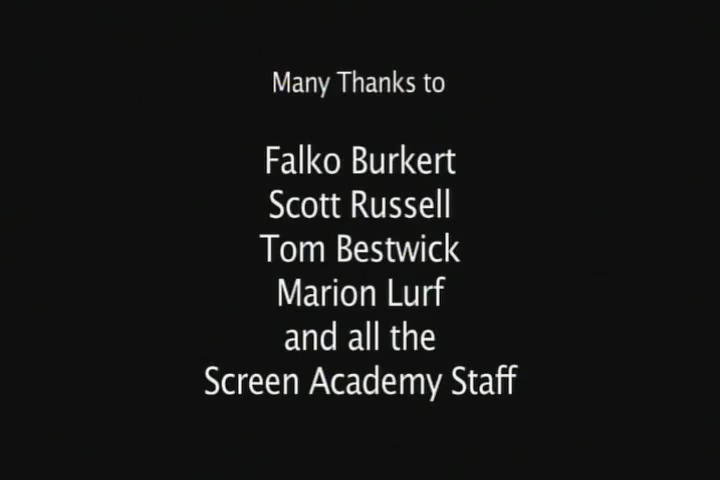 Many Thanks to
Falko Burkert
Scott Russell
Tom Bestwick
Marion Lurf
and all the
Screen Academy Staff